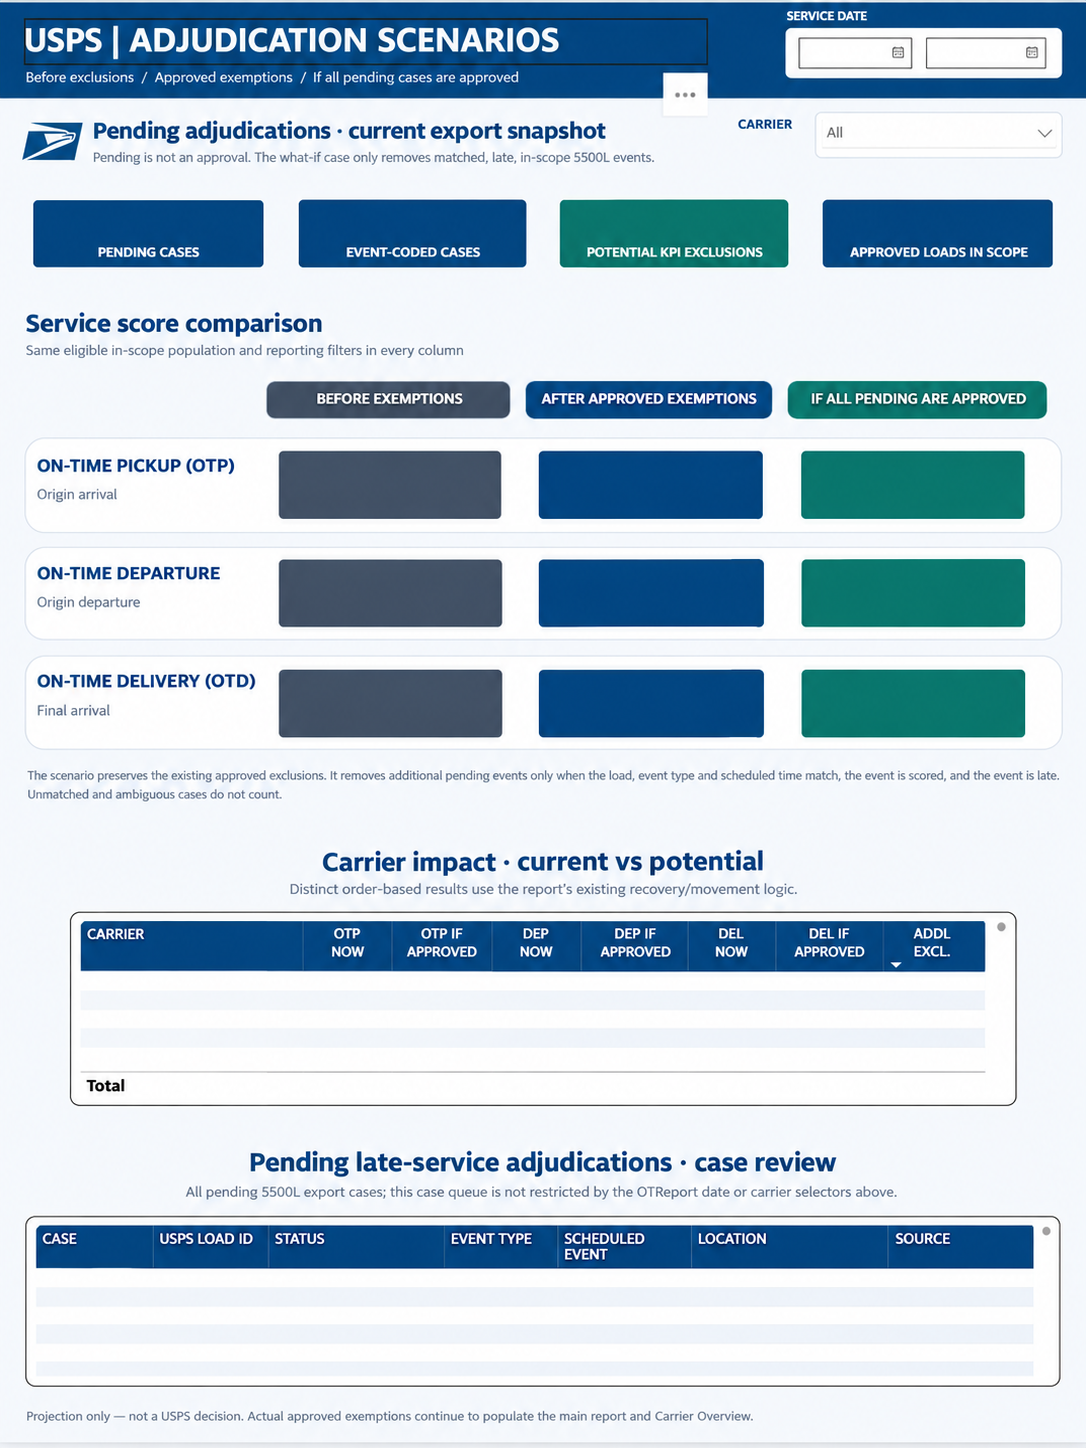 USPS | ADJUDICATION SCENARIOS
Before exclusions / Approved exemptions / If all pending cases are approved
SERVICE DATE
Pending adjudications · current export snapshot
Pending is not an approval. The what-if case only removes matched, late, in-scope 5500L events.
CARRIER
All
PENDING CASES
EVENT-CODED CASES
POTENTIAL KPI EXCLUSIONS
APPROVED LOADS IN SCOPE
Service score comparison
Same eligible in-scope population and reporting filters in every column
BEFORE EXEMPTIONS
AFTER APPROVED EXEMPTIONS
IF ALL PENDING ARE APPROVED
ON-TIME PICKUP (OTP)
Origin arrival
ON-TIME DEPARTURE
Origin departure
ON-TIME DELIVERY (OTD)
Final arrival
The scenario preserves the existing approved exclusions. It removes additional pending events only when the load, event type and scheduled time match, the event is scored, and the event is late.
Unmatched and ambiguous cases do not count.
Carrier impact · current vs potential
Distinct order-based results use the report's existing recovery/movement logic.
CARRIER
OTP
NOW
OTP IF
APPROVED
DEP
NOW
DEP IF
APPROVED
DEL
NOW
DEL IF
APPROVED
ADDL
EXCL.
Total
Pending late-service adjudications · case review
All pending 5500L export cases; this case queue is not restricted by the OTReport date or carrier selectors above.
CASE
USPS LOAD ID
STATUS
EVENT TYPE
SCHEDULED
EVENT
LOCATION
SOURCE
Projection only — not a USPS decision. Actual approved exemptions continue to populate the main report and Carrier Overview.